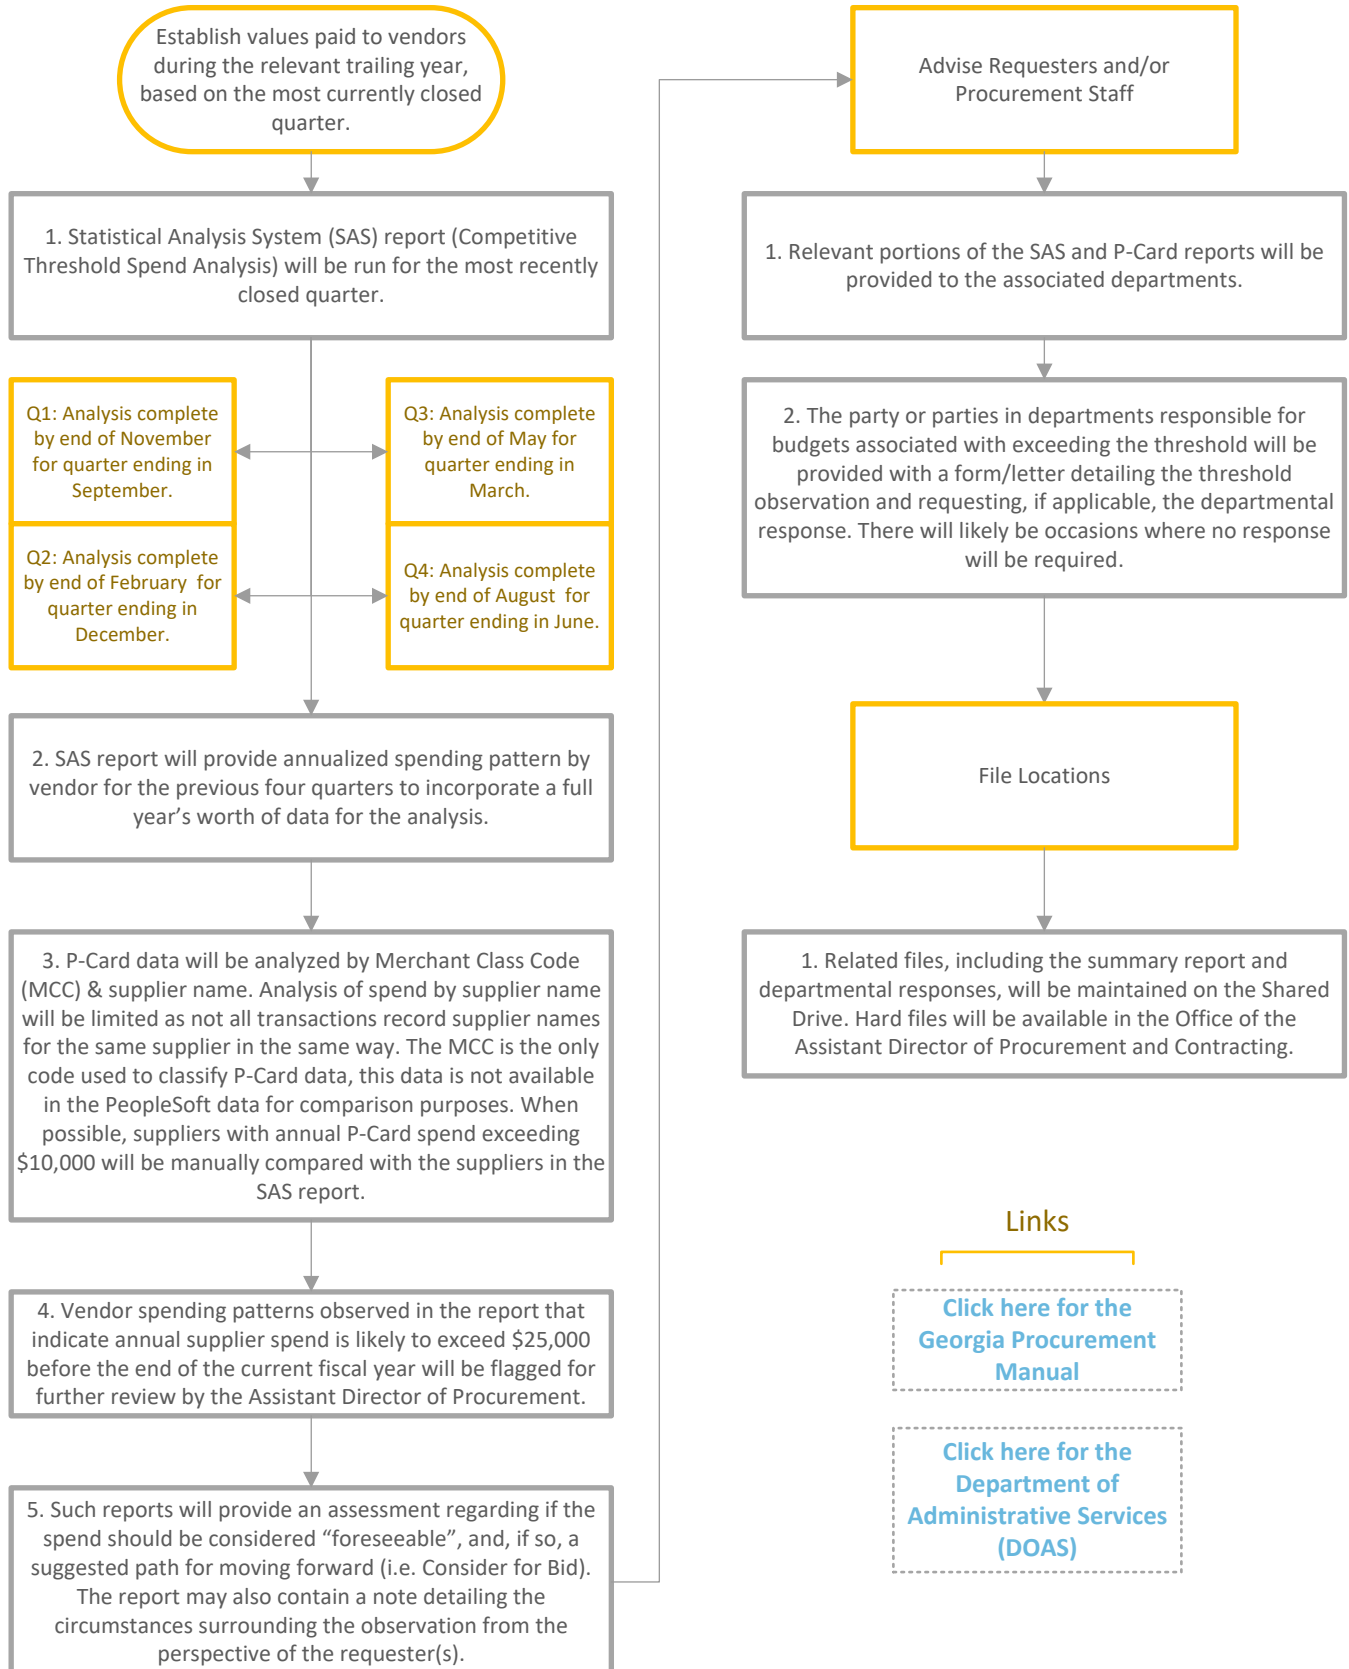 Establish values paid to vendors
during the relevant trailing year,
based on the most currently closed
quarter.
1. Statistical Analysis System (SAS) report (Competitive
Threshold Spend Analysis) will be run for the most recently
closed quarter.
Q1: Analysis complete
by end of November
for quarter ending in
September.
Q3: Analysis complete
by end of May for
quarter ending in
March.
Q2: Analysis complete
by end of February  for
quarter ending in
December.
Q4: Analysis complete
by end of August  for
quarter ending in June.
2. SAS report will provide annualized spending pattern by
vendor for the previous four quarters to incorporate a full
year’s worth of data for the analysis.
3. P-Card data will be analyzed by Merchant Class Code
(MCC) & supplier name. Analysis of spend by supplier name
will be limited as not all transactions record supplier names
for the same supplier in the same way. The MCC is the only
code used to classify P-Card data, this data is not available
in the PeopleSoft data for comparison purposes. When
possible, suppliers with annual P-Card spend exceeding
$10,000 will be manually compared with the suppliers in the
SAS report.
4. Vendor spending patterns observed in the report that
indicate annual supplier spend is likely to exceed $25,000
before the end of the current fiscal year will be flagged for
further review by the Assistant Director of Procurement.
5. Such reports will provide an assessment regarding if the
spend should be considered “foreseeable”, and, if so, a
suggested path for moving forward (i.e. Consider for Bid).
The report may also contain a note detailing the
circumstances surrounding the observation from the
perspective of the requester(s).
Advise Requesters and/or
Procurement Staff
1. Relevant portions of the SAS and P-Card reports will be
provided to the associated departments.
2. The party or parties in departments responsible for
budgets associated with exceeding the threshold will be
provided with a form/letter detailing the threshold
observation and requesting, if applicable, the departmental
response. There will likely be occasions where no response
will be required.
File Locations
1. Related files, including the summary report and
departmental responses, will be maintained on the Shared
Drive. Hard files will be available in the Office of the
Assistant Director of Procurement and Contracting.
Links
Click here for the
Georgia Procurement
Manual
Click here for the
Department of
Administrative Services
(DOAS)